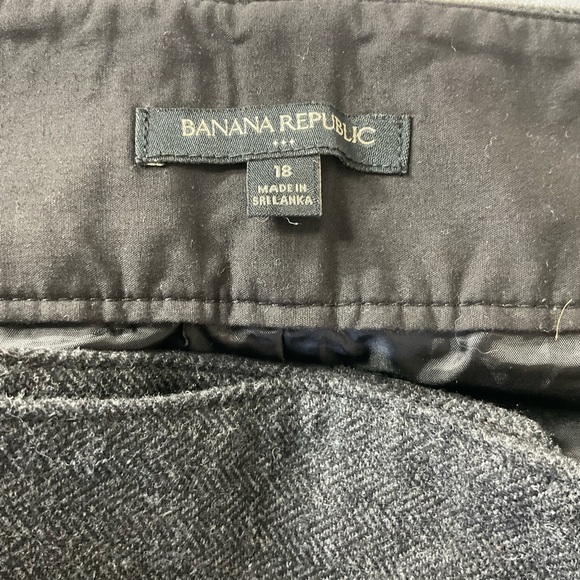 BANANA REPUBLIC
18
MADE IN
SRI LANKA